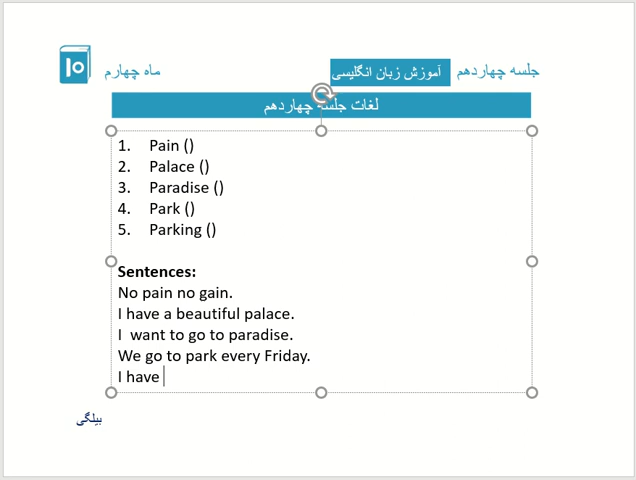 جلسه چهاردهم آموزش زبان انگلیسی ماه چهارم
لغات جلسه چهاردهم
1. Pain ()
2. Palace ()
3. Paradise ()
4. Park ()
5. Parking ()
Sentences:
No pain no gain.
I have a beautiful palace.
I  want to go to paradise.
We go to park every Friday.
I have
بیلگی